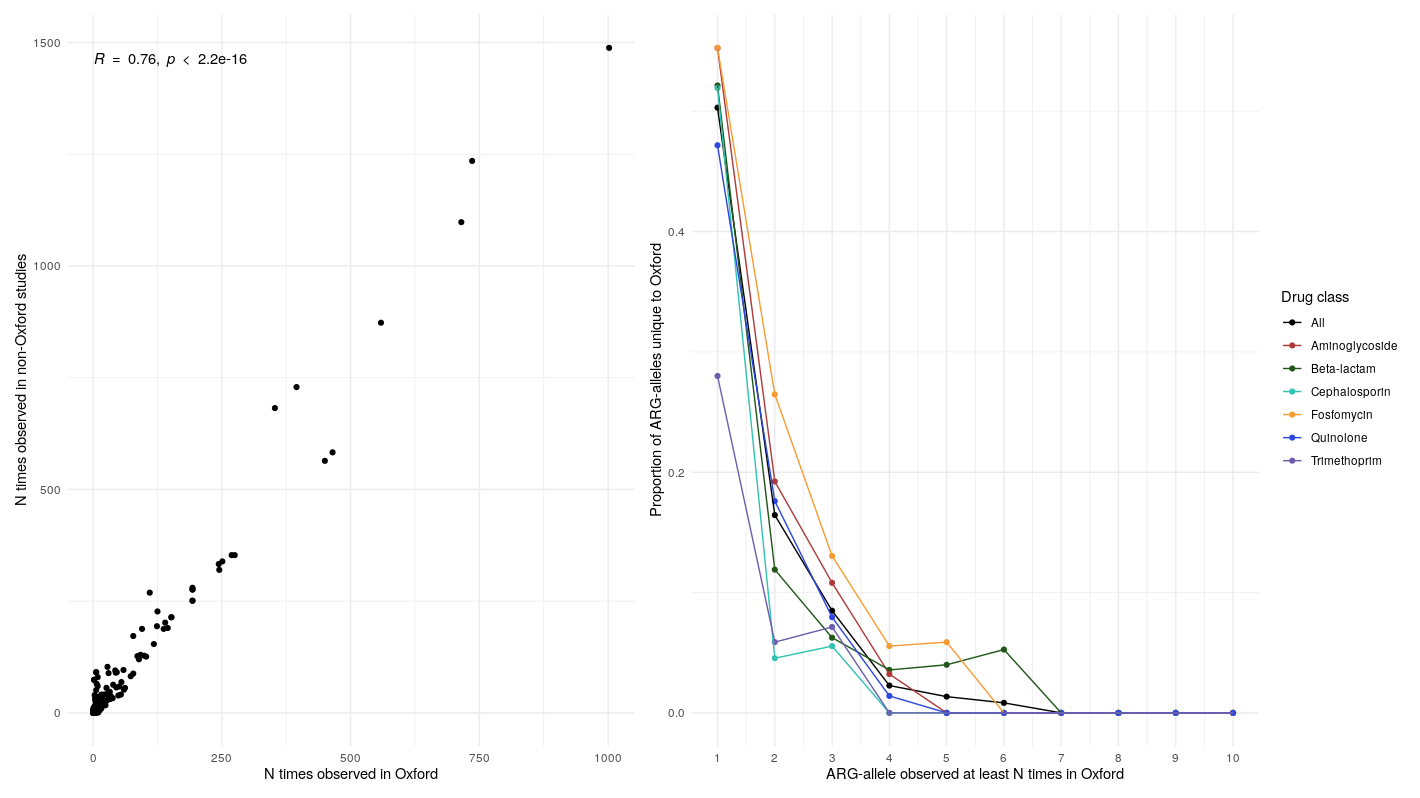 R = 0.76, p < 2.2e-16
1500
1000
500
0
0 250 500 750 1000
N times observed in Oxford
N times observed in non-Oxford studies
0.4
0.2
0.0
1 2 3 4 5 6 7 8 9 10
ARG-allele observed at least N times in Oxford
Proportion of ARG-alleles unique to Oxford
Drug class
All
Aminoglycoside
Beta-lactam
Cephalosporin
Fosfomycin
Quinolone
Trimethoprim